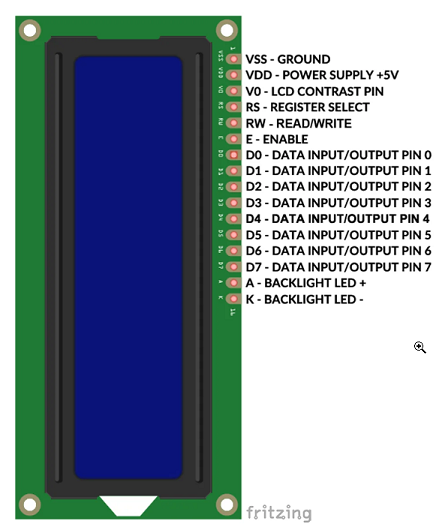 1
VSS VSS - GROUND
VDD VDD - POWER SUPPLY +5V
V0 V0 - LCD CONTRAST PIN
RS RS - REGISTER SELECT
RW RW - READ/WRITE
E E - ENABLE
D0 D0 - DATA INPUT/OUTPUT PIN 0
D1 D1 - DATA INPUT/OUTPUT PIN 1
D2 D2 - DATA INPUT/OUTPUT PIN 2
D3 D3 - DATA INPUT/OUTPUT PIN 3
D4 D4 - DATA INPUT/OUTPUT PIN 4
D5 D5 - DATA INPUT/OUTPUT PIN 5
D6 D6 - DATA INPUT/OUTPUT PIN 6
D7 D7 - DATA INPUT/OUTPUT PIN 7
A A - BACKLIGHT LED +
K K - BACKLIGHT LED -
16
fritzing